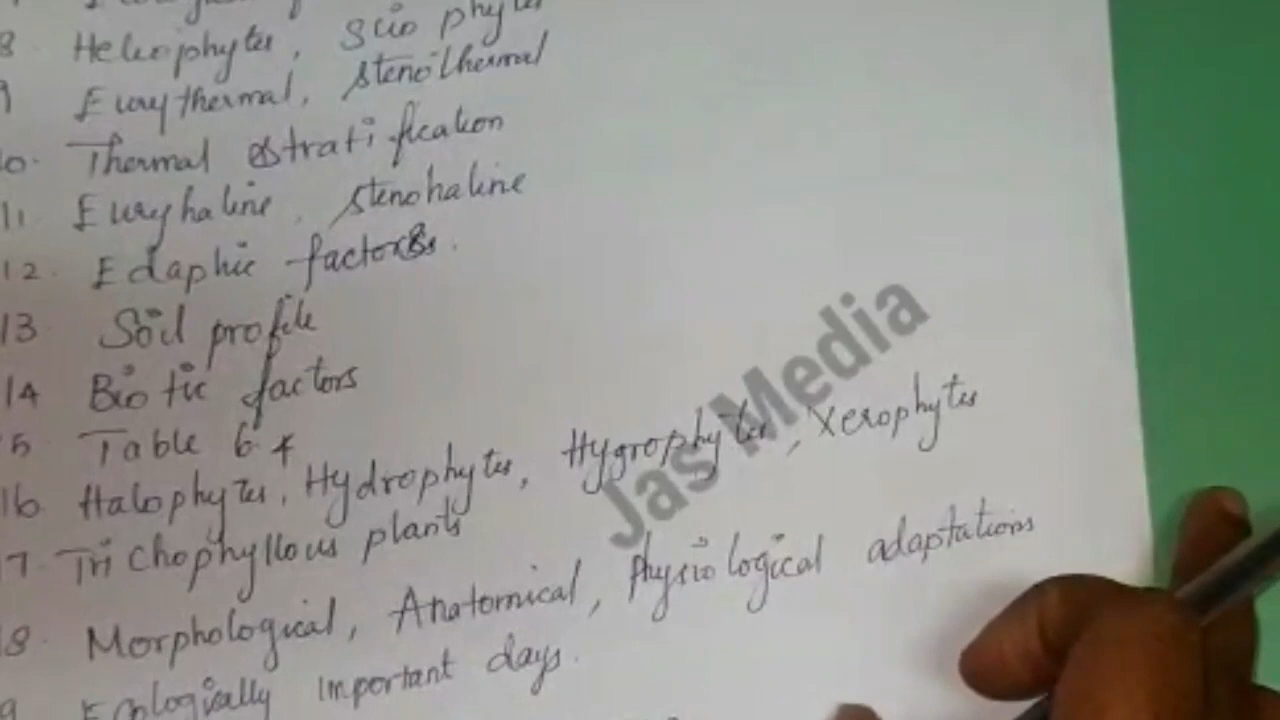 8 Heliophytes, Scio phytes
9 Eurythermal, stenothermal
10. Thermal stratification
11. Euryhaline, Stenohaline
12. Edaphic factors.
13 Soil profile
14 Biotic factors
15 Table 6.4
16 Halophytes, Hydrophytes, Hygrophytes, Xerophytes
17. Trichophyllous plants
18. Morphological, Anatomical, Physiological adaptations
9 Ecologically important days.
Jas Media